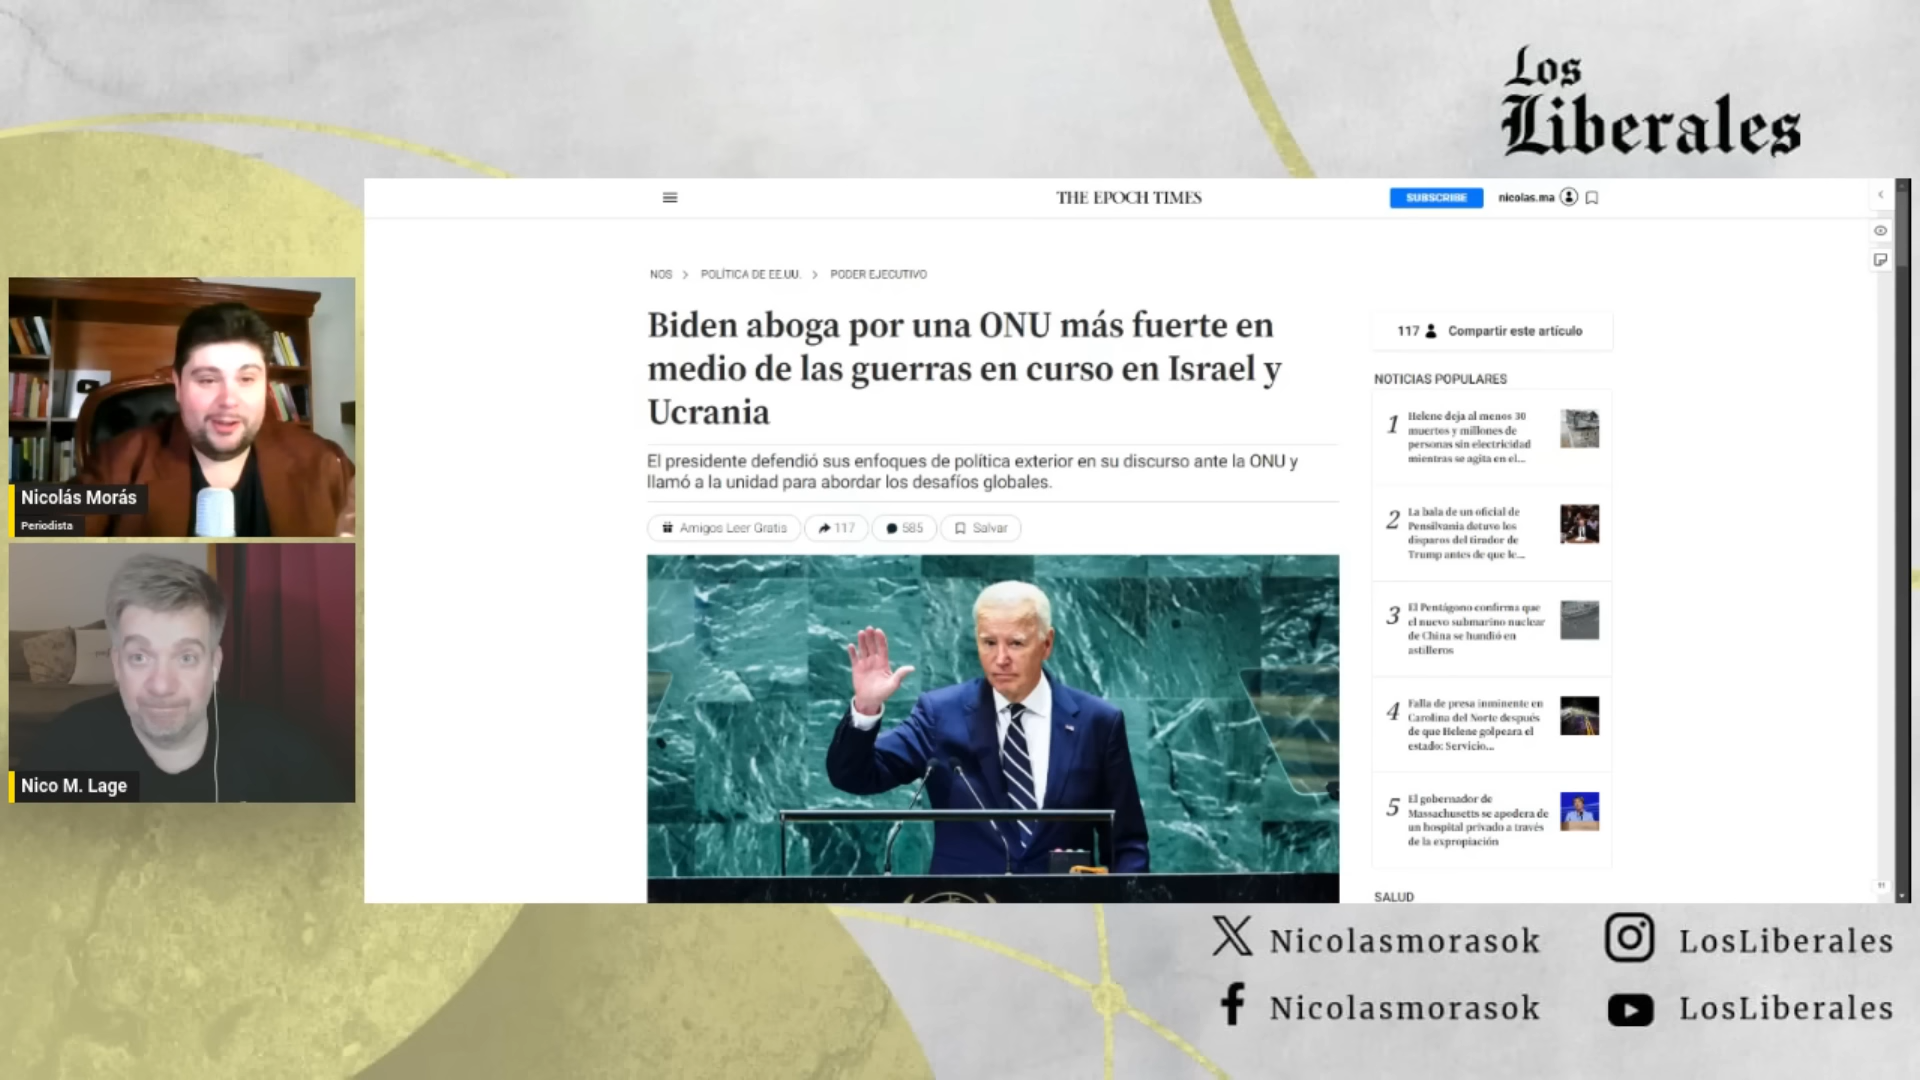 Los
Liberales
THE EPOCH TIMES
SUBSCRIBE
nicolas.ma
NOS > POLÍTICA DE EE.UU. > PODER EJECUTIVO
Biden aboga por una ONU más fuerte en
medio de las guerras en curso en Israel y
Ucrania
El presidente defendió sus enfoques de política exterior en su discurso ante la ONU y
llamó a la unidad para abordar los desafíos globales.
Amigos Leer Gratis
117
585
Salvar
117 Compartir este artículo
NOTICIAS POPULARES
1
Helene deja al menos 30
muertos y millones de
personas sin electricidad
mientras se agita en el...
2
La bala de un oficial de
Pensilvania detuvo los
disparos del tirador de
Trump antes de que le...
3
El Pentágono confirma que
el nuevo submarino nuclear
de China se hundió en
astilleros
4
Falla de presa inminente en
Carolina del Norte después
de que Helene golpeara el
estado: Servicio...
5
El gobernador de
Massachusetts se apodera de
un hospital privado a través
de la expropiación
SALUD
Nicolás Morás
Periodista
Nico M. Lage
Nicolasmorasok
LosLiberales
Nicolasmorasok
LosLiberales